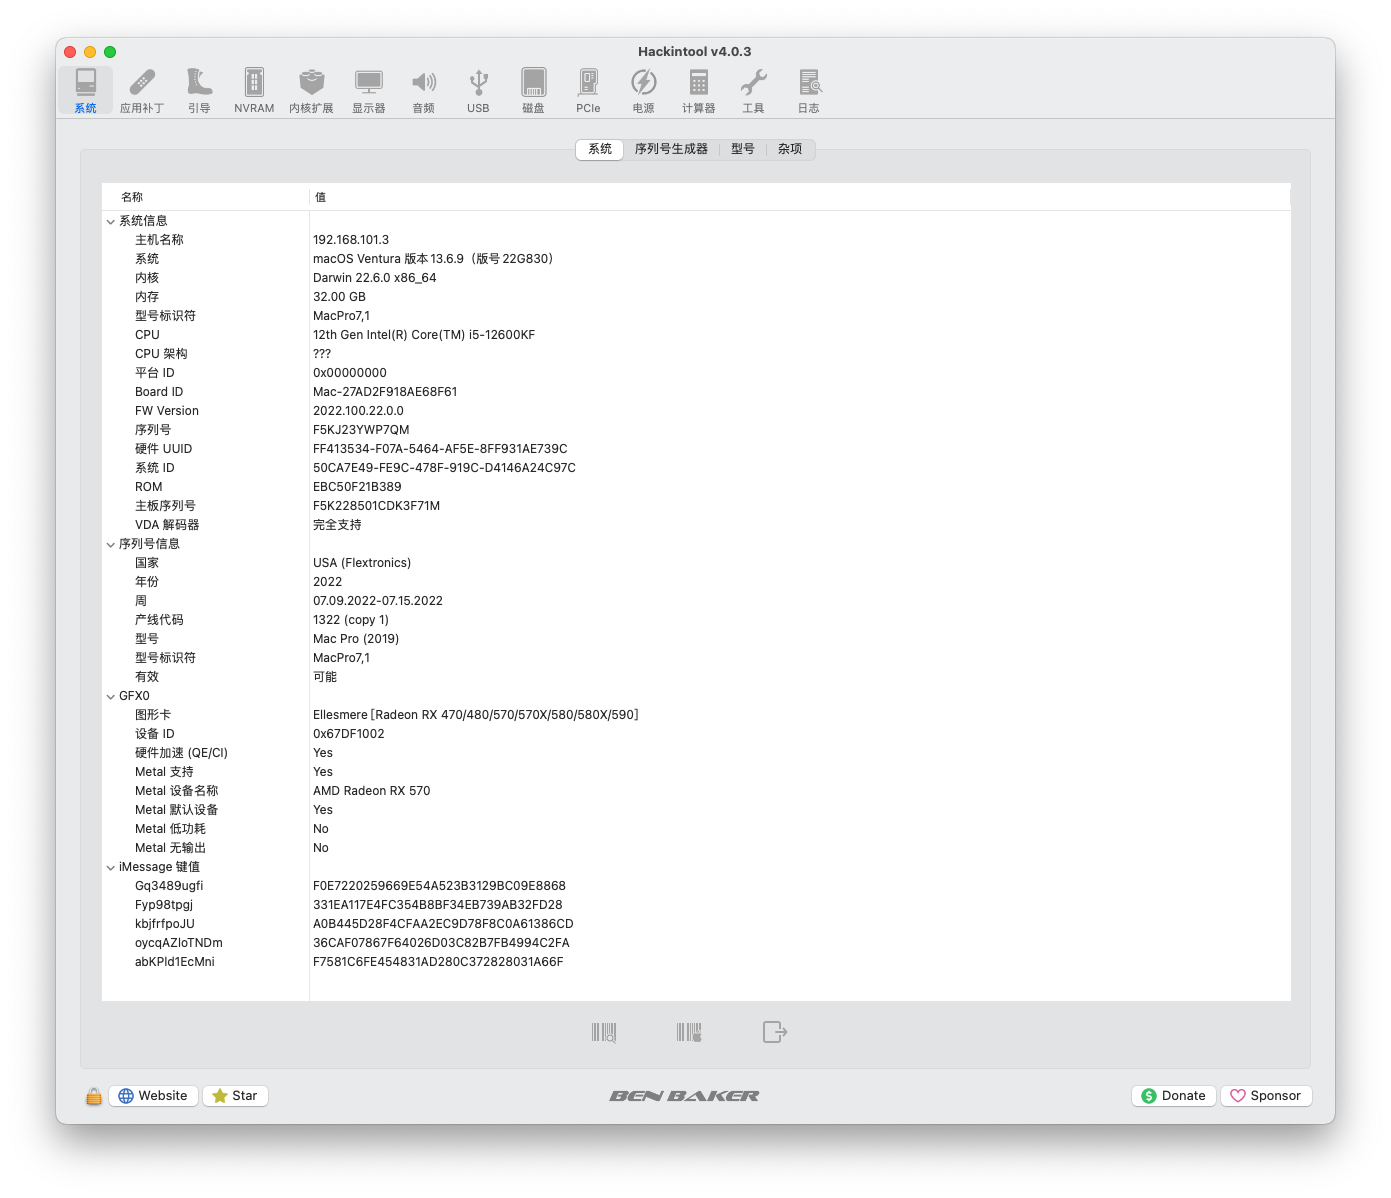 Hackintool v4.0.3
系统 应用补丁 引导 NVRAM 内核扩展 显示器 音频 USB 磁盘 PCIe 电源 计算器 工具 日志
系统 序列号生成器 型号 杂项
名称 值
系统信息
主机名称 192.168.101.3
系统 macOS Ventura 版本 13.6.9（版号 22G830）
内核 Darwin 22.6.0 x86_64
内存 32.00 GB
型号标识符 MacPro7,1
CPU 12th Gen Intel(R) Core(TM) i5-12600KF
CPU 架构 ???
平台 ID 0x00000000
Board ID Mac-27AD2F918AE68F61
FW Version 2022.100.22.0.0
序列号 F5KJ23YWP7QM
硬件 UUID FF413534-F07A-5464-AF5E-8FF931AE739C
系统 ID 50CA7E49-FE9C-478F-919C-D4146A24C97C
ROM EBC50F21B389
主板序列号 F5K228501CDK3F71M
VDA 解码器 完全支持
序列号信息
国家 USA (Flextronics)
年份 2022
周 07.09.2022-07.15.2022
产线代码 1322 (copy 1)
型号 Mac Pro (2019)
型号标识符 MacPro7,1
有效 可能
GFX0
图形卡 Ellesmere [Radeon RX 470/480/570/570X/580/580X/590]
设备 ID 0x67DF1002
硬件加速 (QE/CI) Yes
Metal 支持 Yes
Metal 设备名称 AMD Radeon RX 570
Metal 默认设备 Yes
Metal 低功耗 No
Metal 无输出 No
iMessage 键值
Gq3489ugfi F0E7220259669E54A523B3129BC09E8868
Fyp98tpgj 331EA117E4FC354B8BF34EB739AB32FD28
kbjfrfpoJU A0B445D28F4CFAA2EC9D78F8C0A61386CD
oycqAZloTNDm 36CAF07867F64026D03C82B7FB4994C2FA
abKPld1EcMni F7581C6FE454831AD280C372828031A66F
Website Star BEN BAKER Donate Sponsor